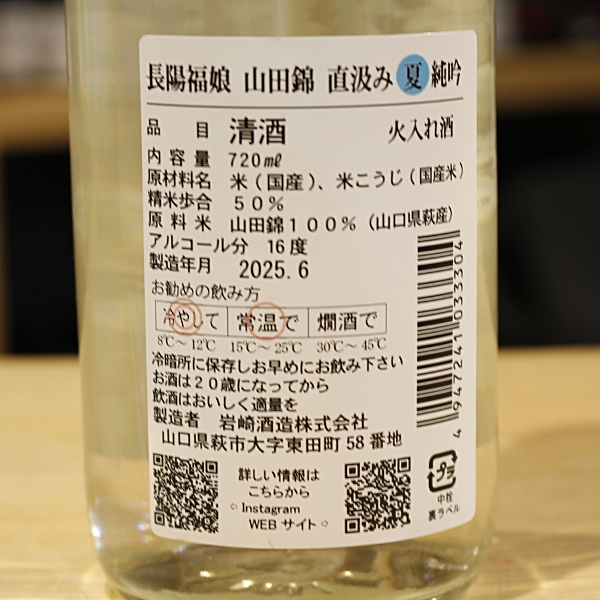 長陽福娘 山田錦 直汲み 夏 純吟
品目 清酒 火入れ酒
内容量 720ml
原材料名 米(国産)、米こうじ(国産米)
精米歩合 50%
原料米 山田錦100%(山口県萩産)
アルコール分 16度
製造年月 2025.6
お勧めの飲み方
冷やして 常温で 燗酒で
8℃~12℃ 15℃~25℃ 30℃~45℃
冷暗所に保存しお早めにお飲み下さい
お酒は20歳になってから
飲酒はおいしく適量を
製造者 岩崎酒造株式会社
山口県萩市大字東田町58番地
詳しい情報は
こちらから
Instagram
WEBサイト
4947241033304
プラ
中栓
裏ラベル